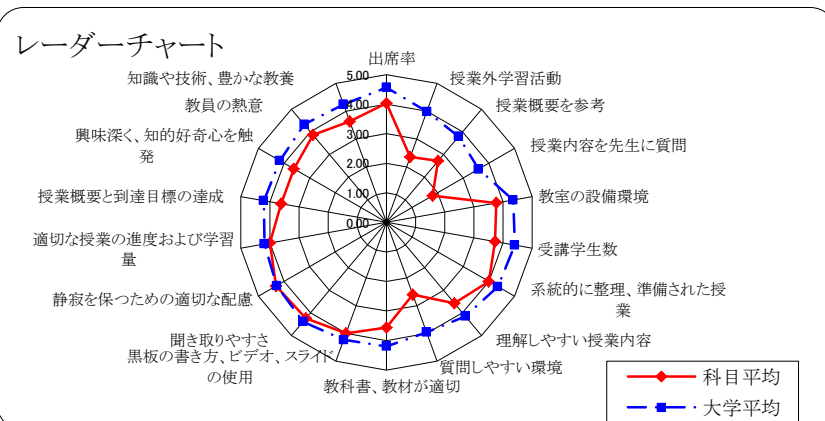 レーダーチャート
出席率
授業外学習活動
授業概要を参考
授業内容を先生に質問
教室の設備環境
受講学生数
系統的に整理、準備された授
業
理解しやすい授業内容
質問しやすい環境
教科書、教材が適切
黒板の書き方、ビデオ、スライド
の使用
聞き取りやすさ
静寂を保つための適切な配慮
適切な授業の進度および学習
量
授業概要と到達目標の達成
興味深く、知的好奇心を触
発
教員の熱意
知識や技術、豊かな教養
5.00
4.00
3.00
2.00
1.00
0.00
科目平均
大学平均